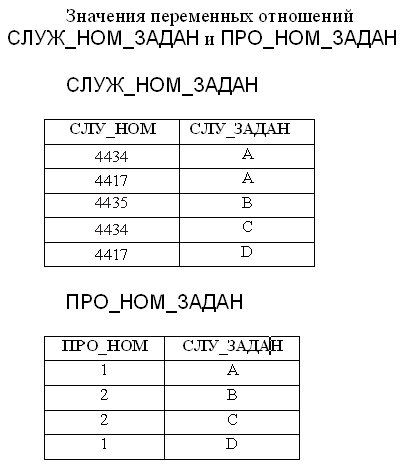 Значения переменных отношений
СЛУЖ_НОМ_ЗАДАН и ПРО_НОМ_ЗАДАН
СЛУЖ_НОМ_ЗАДАН
СЛУ_НОМ СЛУ_ЗАДАН
4434 A
4417 A
4435 B
4434 C
4417 D
ПРО_НОМ_ЗАДАН
ПРО_НОМ СЛУ_ЗАДАН
1 A
2 B
2 C
1 D